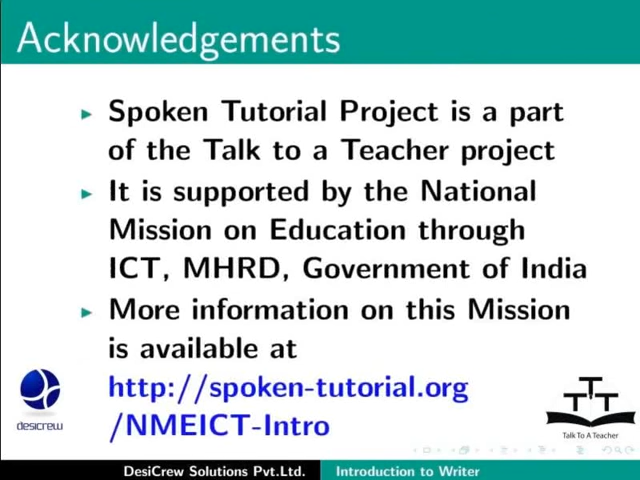 Acknowledgements
Spoken Tutorial Project is a part
of the Talk to a Teacher project
It is supported by the National
Mission on Education through
ICT, MHRD, Government of India
More information on this Mission
is available at
http://spoken-tutorial.org
/NMEICT-Intro
desicrew
TTT
Talk To A Teacher
DesiCrew Solutions Pvt.Ltd.
Introduction to Writer